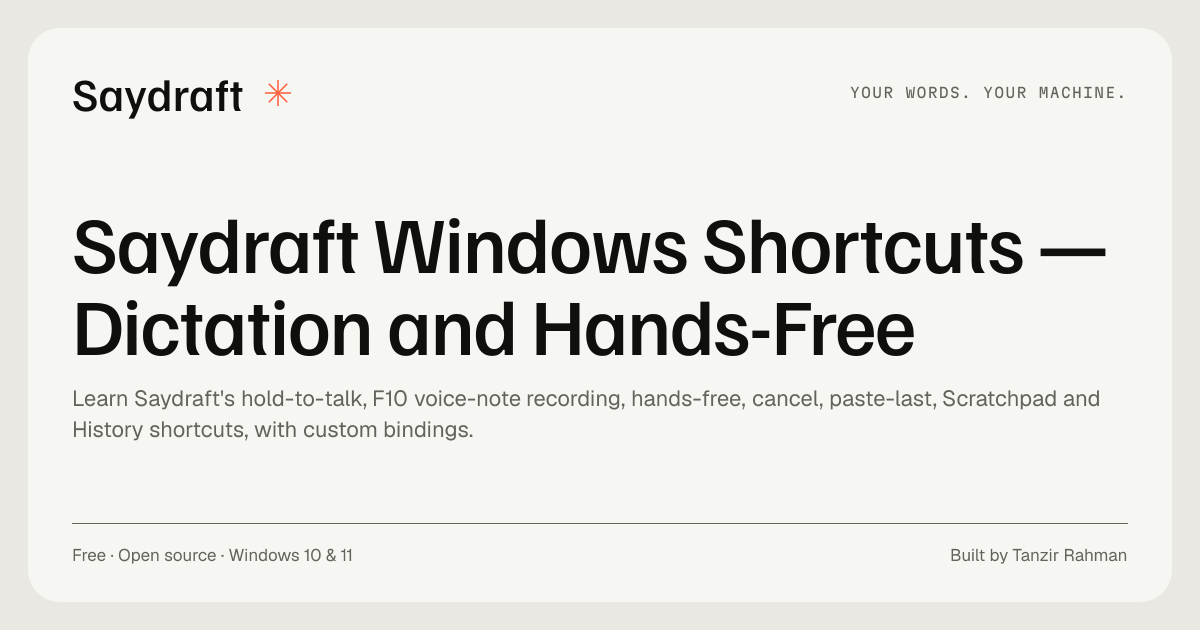 Saydraft
YOUR WORDS. YOUR MACHINE.
Saydraft Windows Shortcuts —
Dictation and Hands-Free
Learn Saydraft's hold-to-talk, F10 voice-note recording, hands-free, cancel, paste-last, Scratchpad and
History shortcuts, with custom bindings.
Free · Open source · Windows 10 & 11
Built by Tanzir Rahman